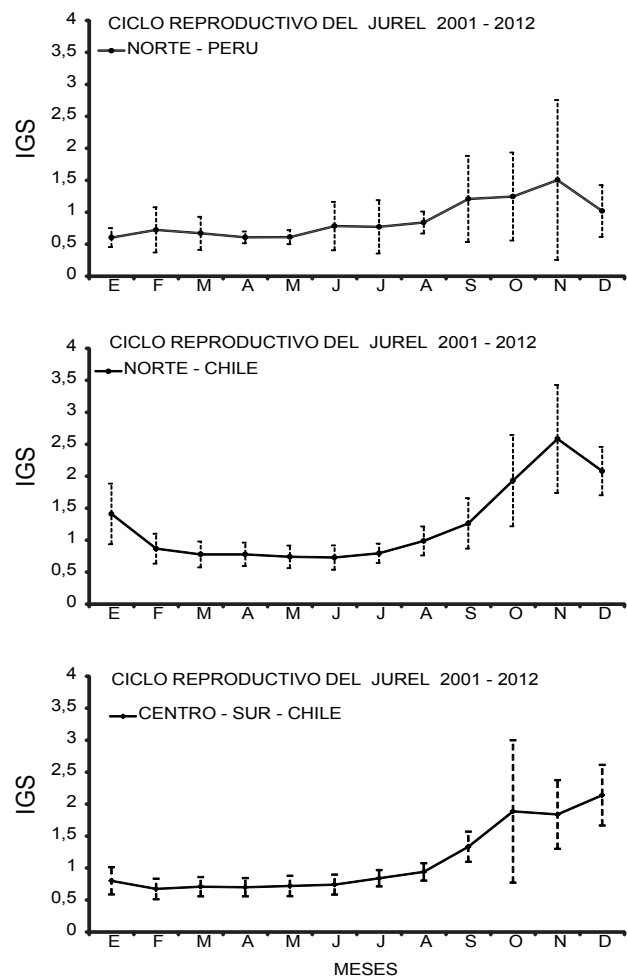 CICLO REPRODUCTIVO DEL JUREL 2001 - 2012
NORTE - PERU
4
3,5
3
2,5
2
1,5
1
0,5
0
IGS
E F M A M J J A S O N D
CICLO REPRODUCTIVO DEL JUREL 2001 - 2012
NORTE - CHILE
4
3,5
3
2,5
2
1,5
1
0,5
0
IGS
E F M A M J J A S O N D
CICLO REPRODUCTIVO DEL JUREL 2001 - 2012
CENTRO - SUR - CHILE
4
3,5
3
2,5
2
1,5
1
0,5
0
IGS
E F M A M J J A S O N D
MESES